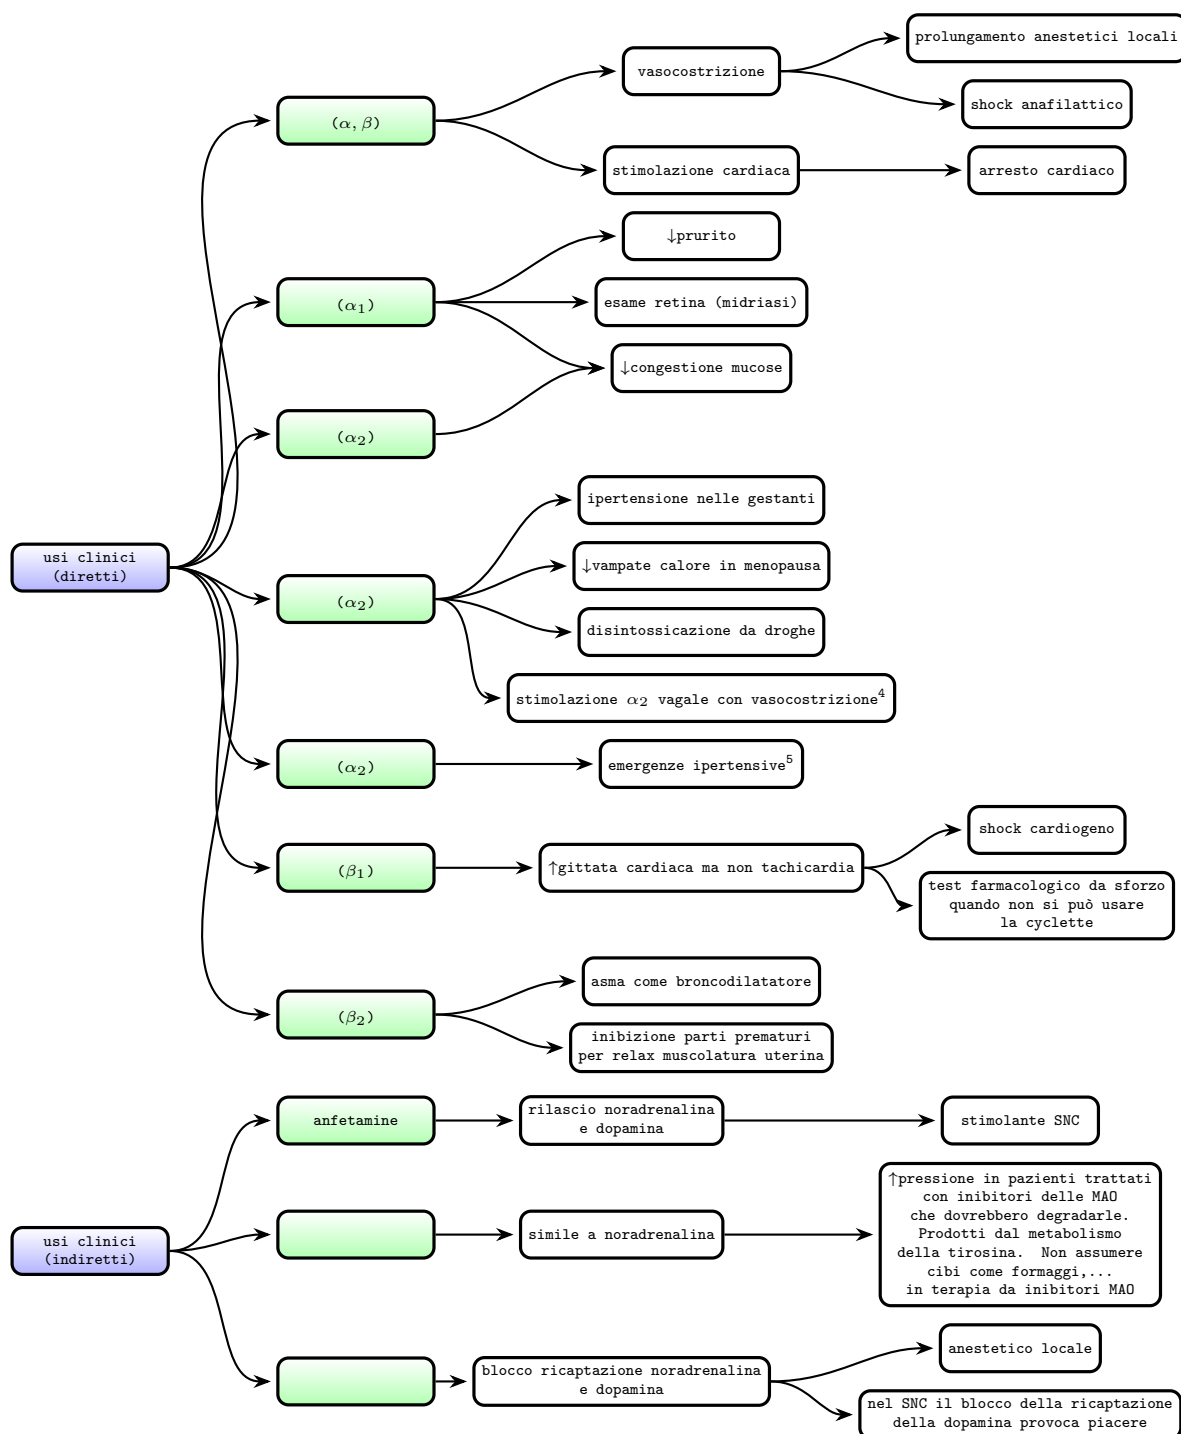 prolungamento anestetici locali
vasocostrizione
shock anafilattico
(α, β)
stimolazione cardiaca
arresto cardiaco
↓prurito
(α₁)
esame retina (midriasi)
↓congestione mucose
(α₂)
ipertensione nelle gestanti
usi clinici
(diretti)
↓vampate calore in menopausa
(α₂)
disintossicazione da droghe
stimolazione α₂ vagale con vasocostrizione⁴
(α₂)
emergenze ipertensive⁵
shock cardiogeno
(β₁)
↑gittata cardiaca ma non tachicardia
test farmacologico da sforzo
quando non si può usare
la cyclette
asma come broncodilatatore
(β₂)
inibizione parti prematuri
per relax muscolatura uterina
anfetamine
rilascio noradrenalina
e dopamina
stimolante SNC
usi clinici
(indiretti)
simile a noradrenalina
↑pressione in pazienti trattati
con inibitori delle MAO
che dovrebbero degradarle.
Prodotti dal metabolismo
della tirosina. Non assumere
cibi come formaggi,...
in terapia da inibitori MAO
blocco ricaptazione noradrenalina
e dopamina
anestetico locale
nel SNC il blocco della ricaptazione
della dopamina provoca piacere